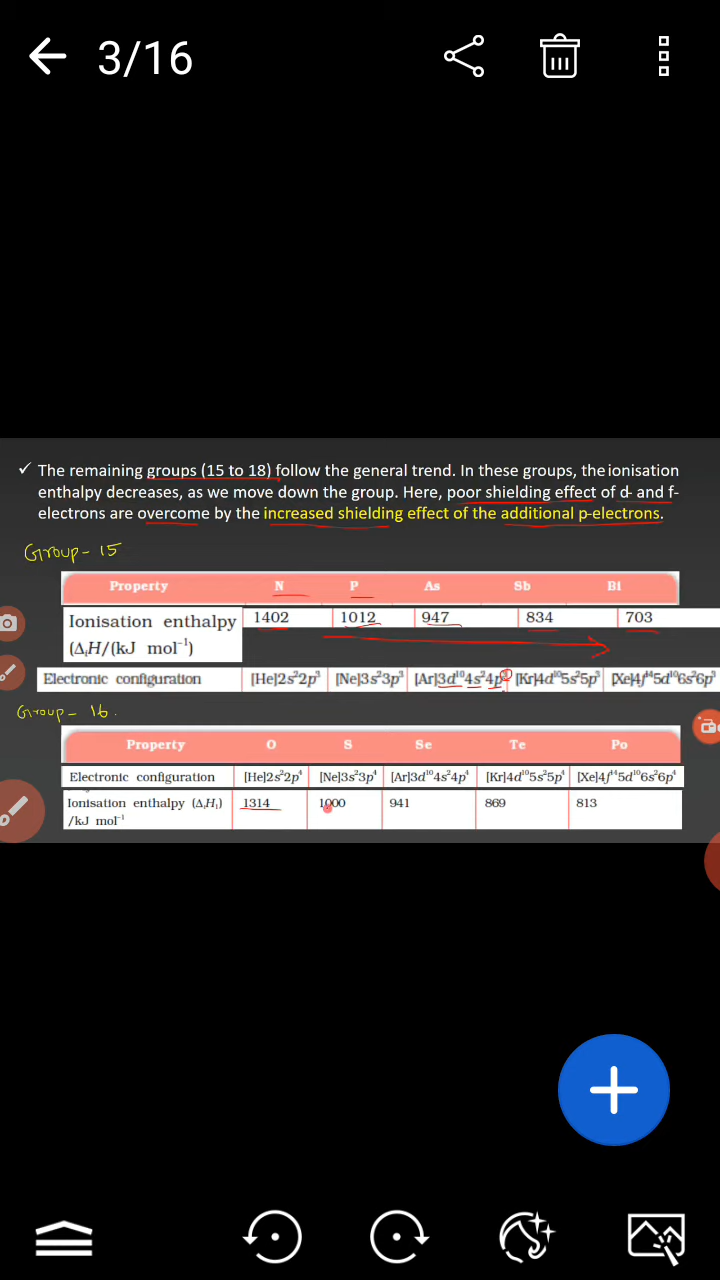 3/16
✓ The remaining groups (15 to 18) follow the general trend. In these groups, the ionisation
enthalpy decreases, as we move down the group. Here, poor shielding effect of d- and f-
electrons are overcome by the increased shielding effect of the additional p-electrons.
Group- 15
Property N P As Sb Bi
Ionisation enthalpy 1402 1012 947 834 703
(ΔᵢH/(kJ mol⁻¹)
Electronic configuration [He]2s²2p³ [Ne]3s²3p³ [Ar]3d¹⁰4s²4p³ [Kr]4d¹⁰5s²5p³ [Xe]4f¹⁴5d¹⁰6s²6p³
Group- 16.
Property O S Se Te Po
Electronic configuration [He]2s²2p⁴ [Ne]3s²3p⁴ [Ar]3d¹⁰4s²4p⁴ [Kr]4d¹⁰5s²5p⁴ [Xe]4f¹⁴5d¹⁰6s²6p⁴
Ionisation enthalpy (ΔᵢH₁) 1314 1000 941 869 813
/kJ mol⁻¹